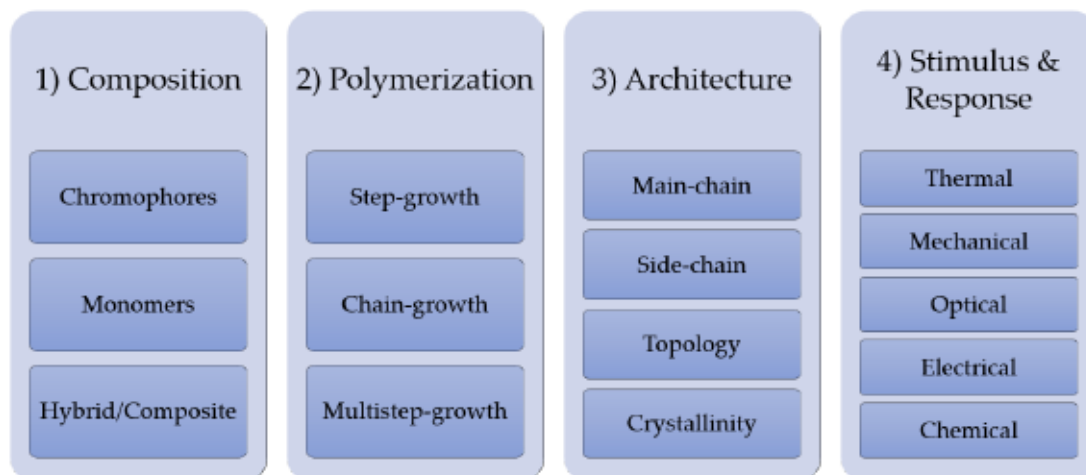 1) Composition
Chromophores
Monomers
Hybrid/Composite
2) Polymerization
Step-growth
Chain-growth
Multistep-growth
3) Architecture
Main-chain
Side-chain
Topology
Crystallinity
4) Stimulus &
Response
Thermal
Mechanical
Optical
Electrical
Chemical